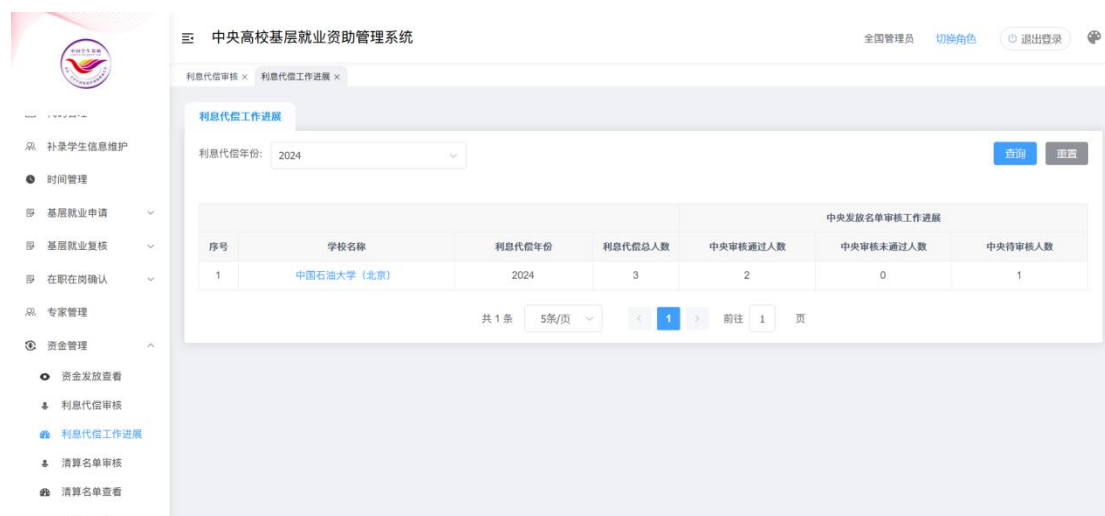 中央高校基层就业资助管理系统
全国管理员 切换角色 退出登录
利息代偿审核 × 利息代偿工作进展 ×
补录学生信息维护
时间管理
基层就业申请
基层就业复核
在职在岗确认
专家管理
资金管理
资金发放查看
利息代偿审核
利息代偿工作进展
清算名单审核
清算名单查看
利息代偿工作进展
利息代偿年份: 2024 查询 重置
中央发放名单审核工作进展
序号 学校名称 利息代偿年份 利息代偿总人数 中央审核通过人数 中央审核未通过人数 中央待审核人数
1 中国石油大学（北京） 2024 3 2 0 1
共 1 条 5条/页 1 前往 1 页